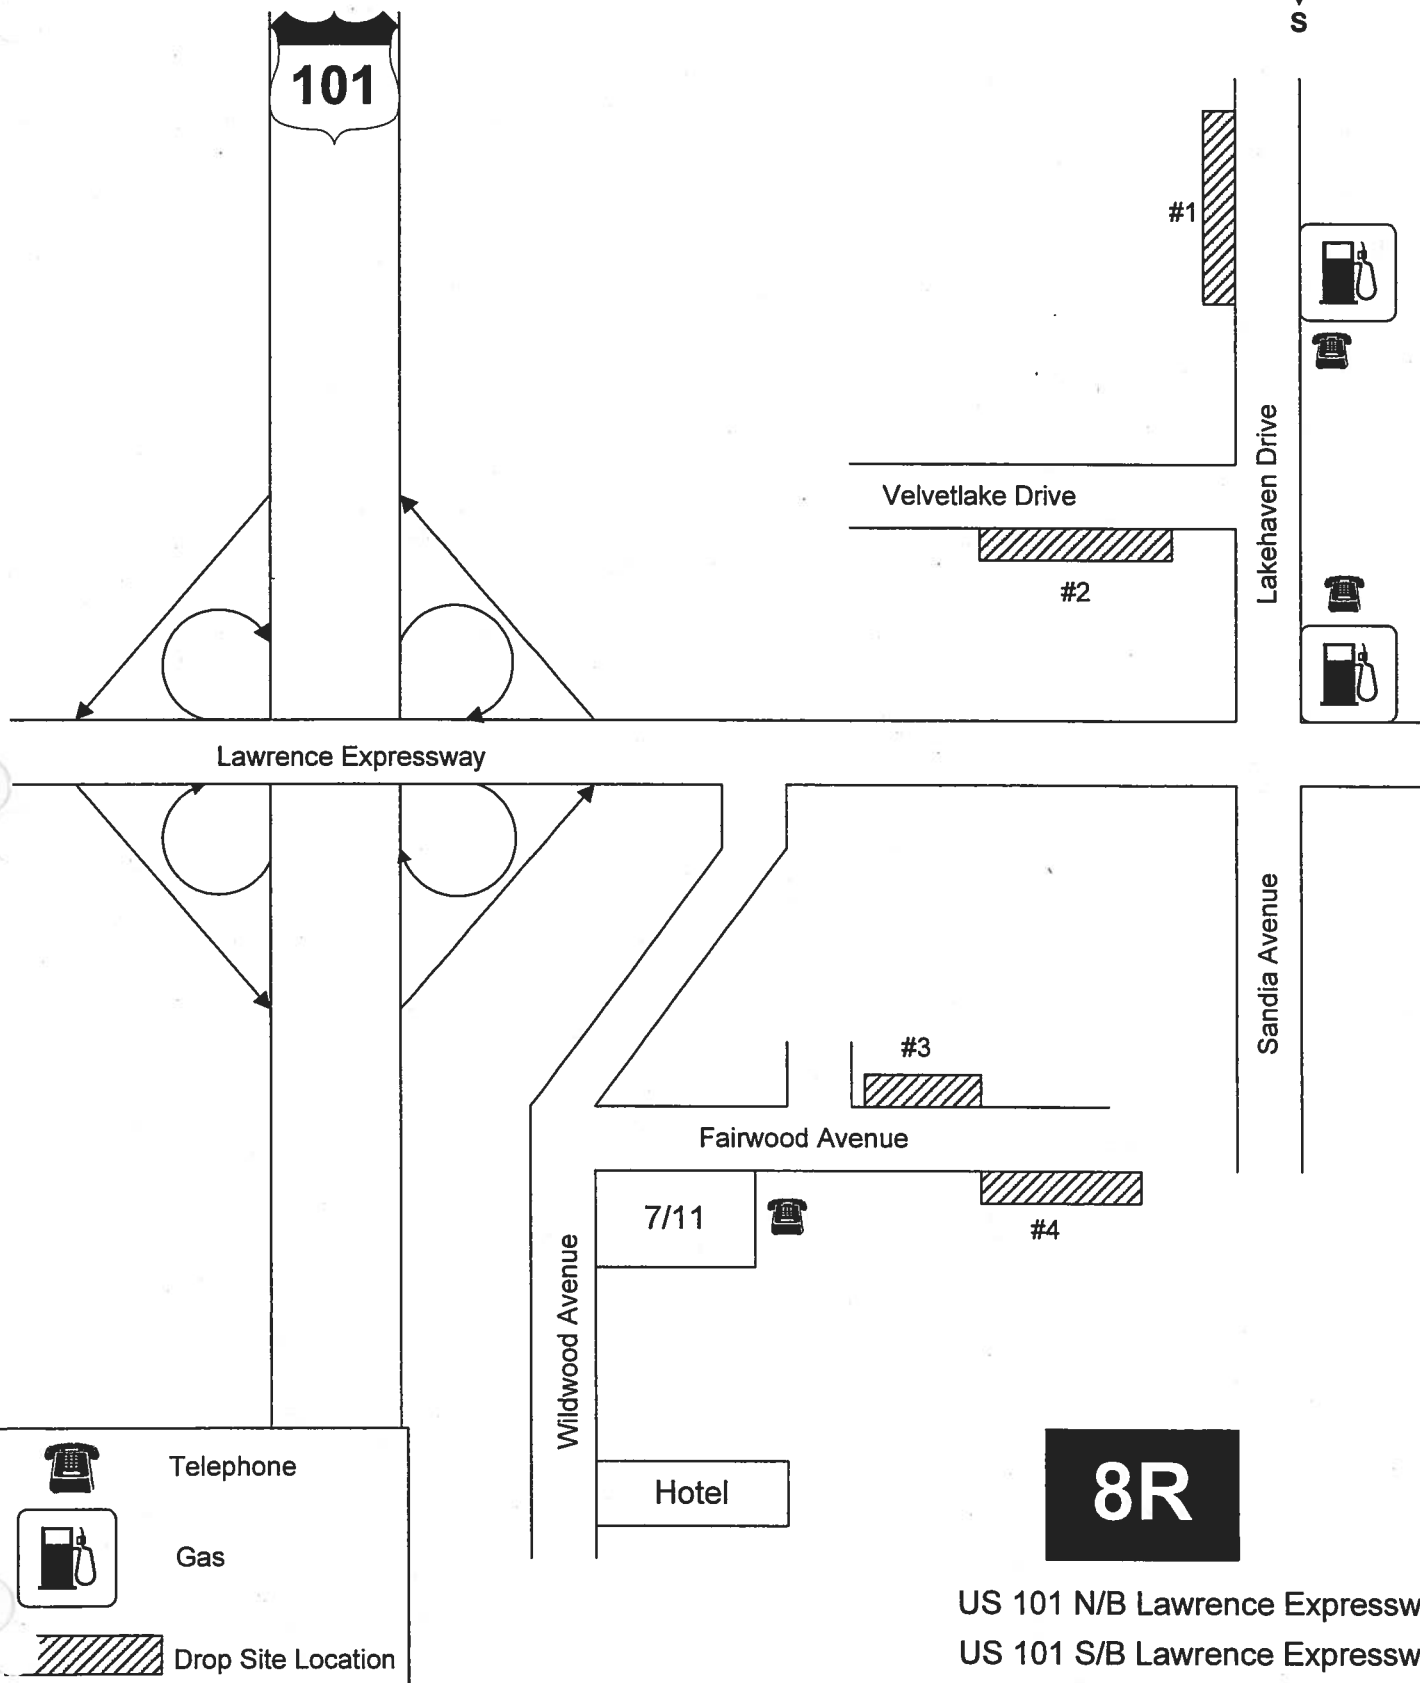 S
101
#1
Lakehaven Drive
Velvetlake Drive
#2
Lawrence Expressway
Sandia Avenue
#3
Fairwood Avenue
7/11
#4
Wildwood Avenue
Telephone
Hotel
8R
Gas
US 101 N/B Lawrence Expressw
US 101 S/B Lawrence Expressw
Drop Site Location